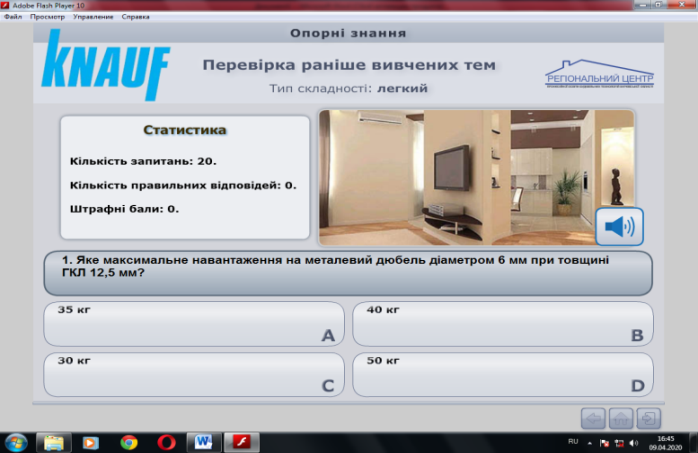 Adobe Flash Player 10
Файл Просмотр Управление Справка
Опорні знання
KNAUF
Перевірка раніше вивчених тем
РЕГІОНАЛЬНИЙ ЦЕНТР
Тип складності: легкий
Статистика
Кількість запитань: 20.
Кількість правильних відповідей: 0.
Штрафні бали: 0.
1. Яке максимальне навантаження на металевий дюбель діаметром 6 мм при товщині
ГКЛ 12,5 мм?
35 кг
A
40 кг
B
30 кг
C
50 кг
D
RU
16:45
09.04.2020